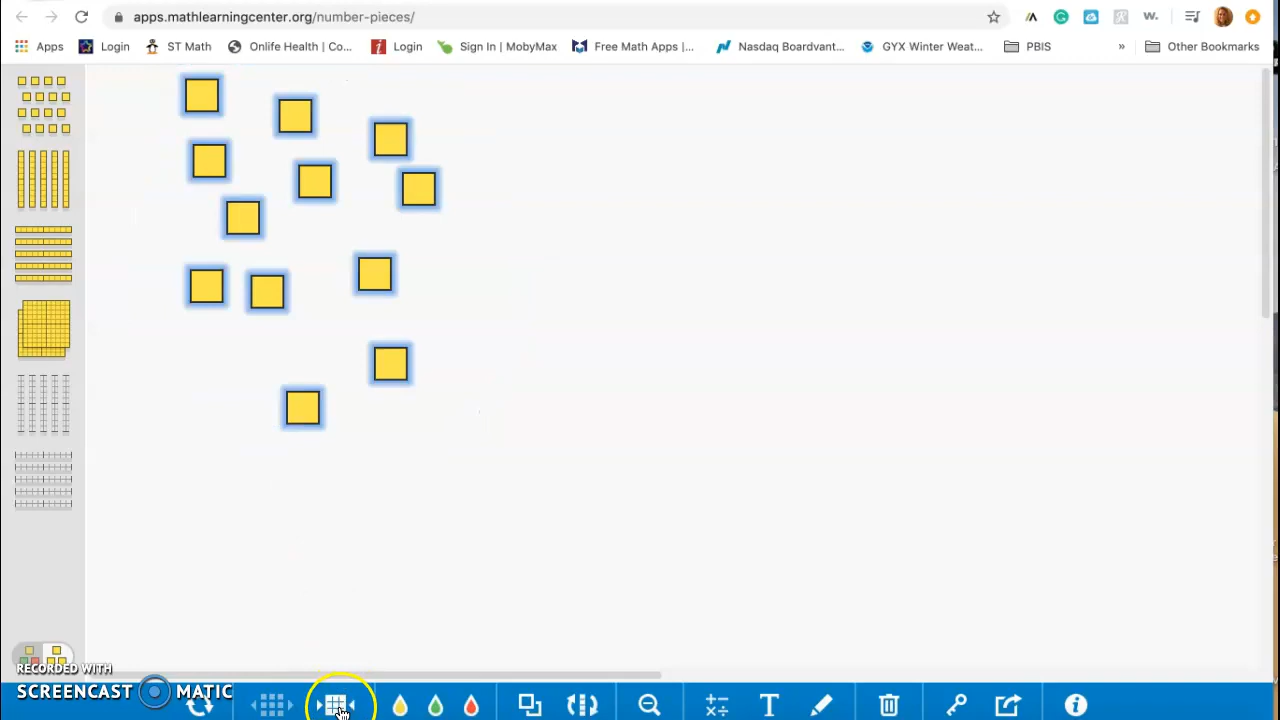 apps.mathlearningcenter.org/number-pieces/
w.
Apps Login ST Math Onlife Health | Co... Login Sign In | MobyMax Free Math Apps |... Nasdaq Boardvant... GYX Winter Weat... PBIS » Other Bookmarks
RECORDED WITH
SCREENCAST MATIC
T